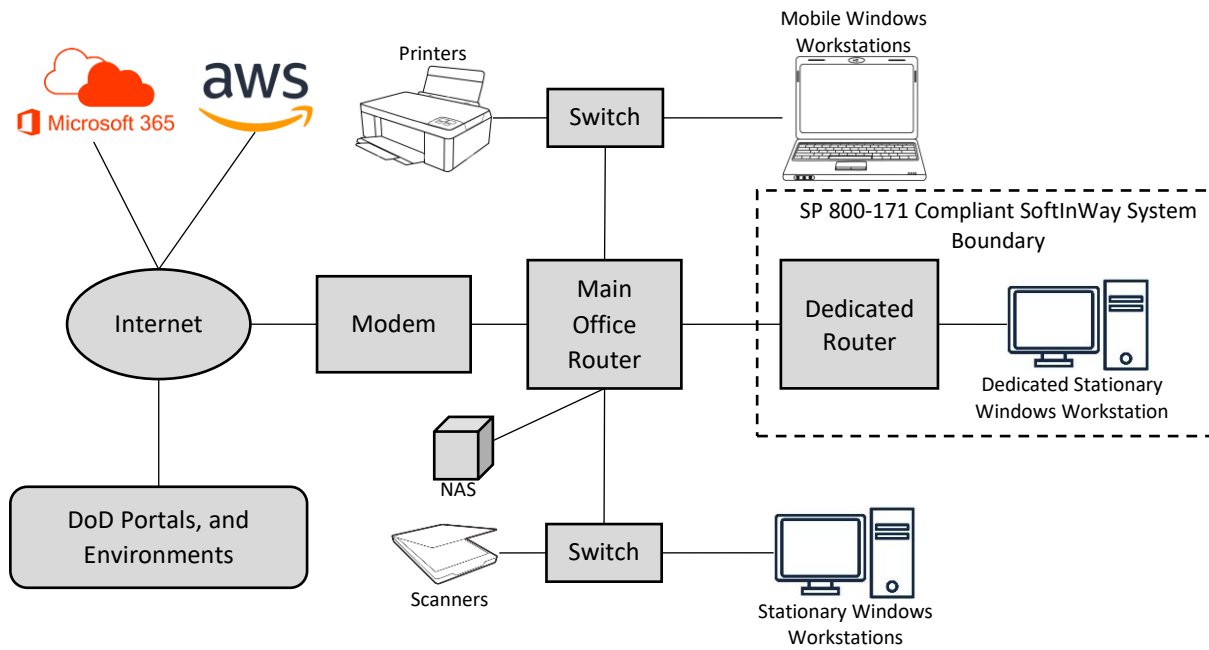 Microsoft 365
aws
Printers
Switch
Mobile Windows
Workstations
SP 800-171 Compliant SoftInWay System
Boundary
Internet
Modem
Main
Office
Router
Dedicated
Router
Dedicated Stationary
Windows Workstation
NAS
DoD Portals, and
Environments
Scanners
Switch
Stationary Windows
Workstations